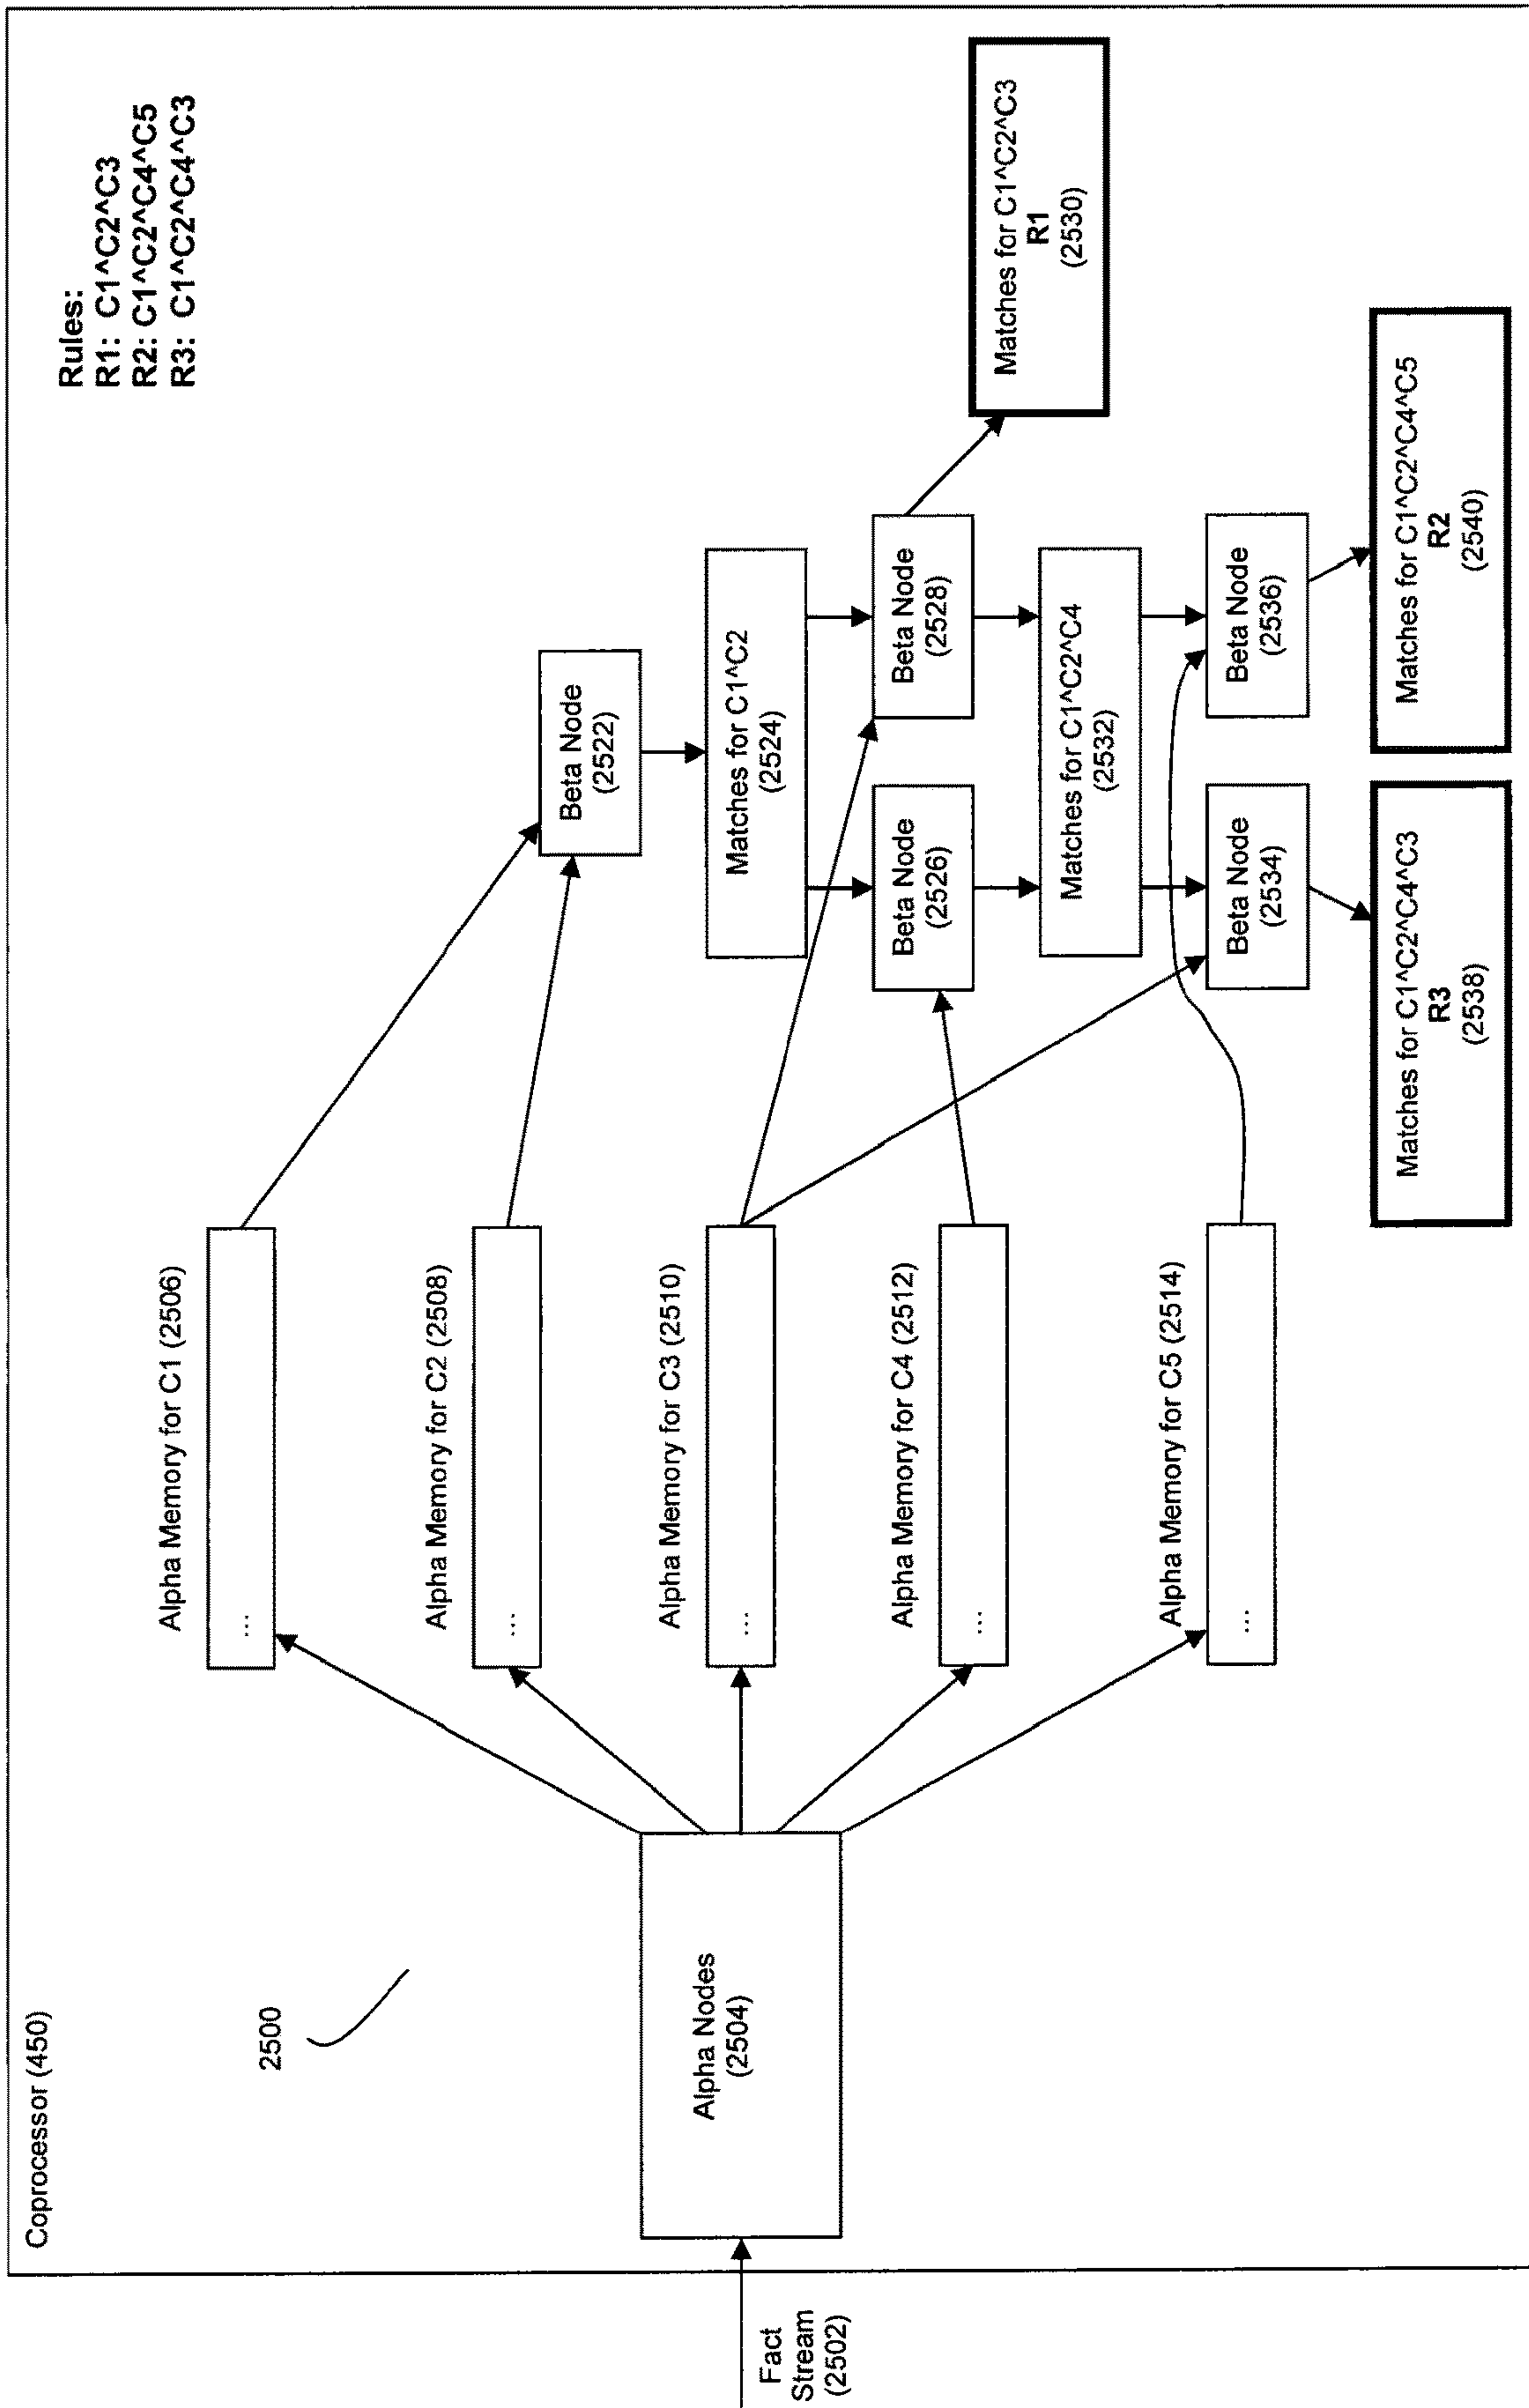 Coprocessor (450)
2500
Rules:
R1: C1^C2^C3
R2: C1^C2^C4^C5
R3: C1^C2^C4^C3
Fact
Stream
(2502)
Alpha Nodes
(2504)
Alpha Memory for C1 (2506)
...
Alpha Memory for C2 (2508)
...
Alpha Memory for C3 (2510)
...
Alpha Memory for C4 (2512)
...
Alpha Memory for C5 (2514)
...
Beta Node
(2522)
Matches for C1^C2
(2524)
Beta Node
(2526)
Beta Node
(2528)
Matches for C1^C2^C3
R1
(2530)
Matches for C1^C2^C4
(2532)
Beta Node
(2534)
Beta Node
(2536)
Matches for C1^C2^C4^C3
R3
(2538)
Matches for C1^C2^C4^C5
R2
(2540)